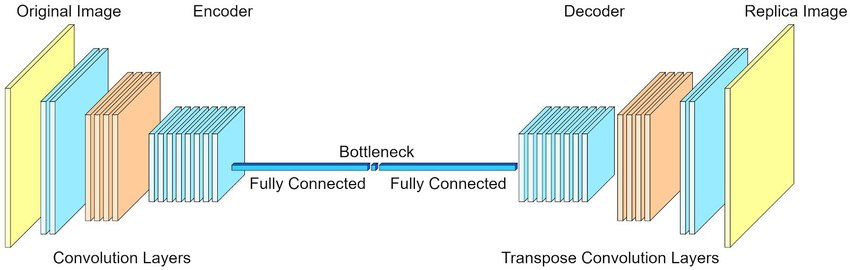 Original Image
Encoder
Decoder
Replica Image
Bottleneck
Fully Connected
Fully Connected
Convolution Layers
Transpose Convolution Layers